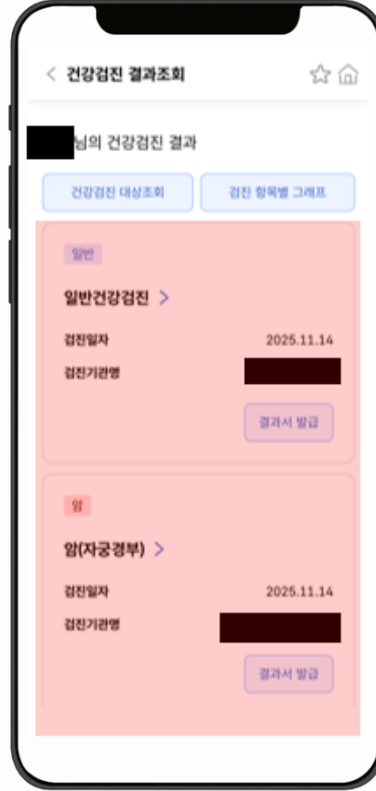 건강검진 결과조회
님의 건강검진 결과
건강검진 대상조회 검진 항목별 그래프
일반
일반건강검진
검진일자 2025.11.14
검진기관명
결과서 발급
암
암(자궁경부)
검진일자 2025.11.14
검진기관명
결과서 발급